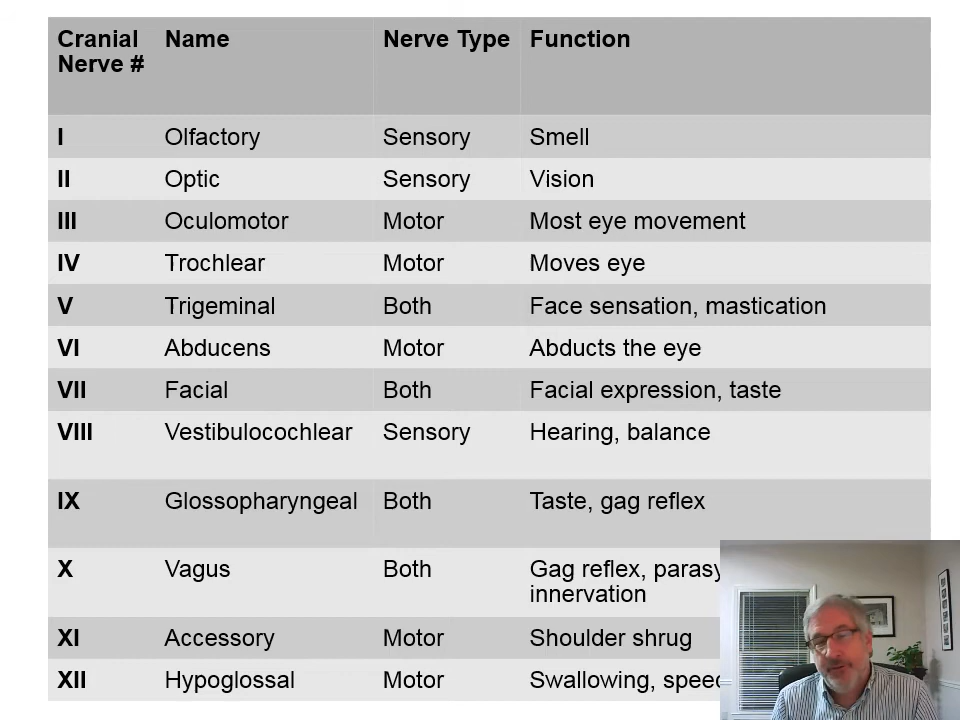 Cranial Nerve # Name Nerve Type Function
I Olfactory Sensory Smell
II Optic Sensory Vision
III Oculomotor Motor Most eye movement
IV Trochlear Motor Moves eye
V Trigeminal Both Face sensation, mastication
VI Abducens Motor Abducts the eye
VII Facial Both Facial expression, taste
VIII Vestibulocochlear Sensory Hearing, balance
IX Glossopharyngeal Both Taste, gag reflex
X Vagus Both Gag reflex,
innervation
XI Accessory Motor Shoulder shrug
XII Hypoglossal Motor Swallowing,